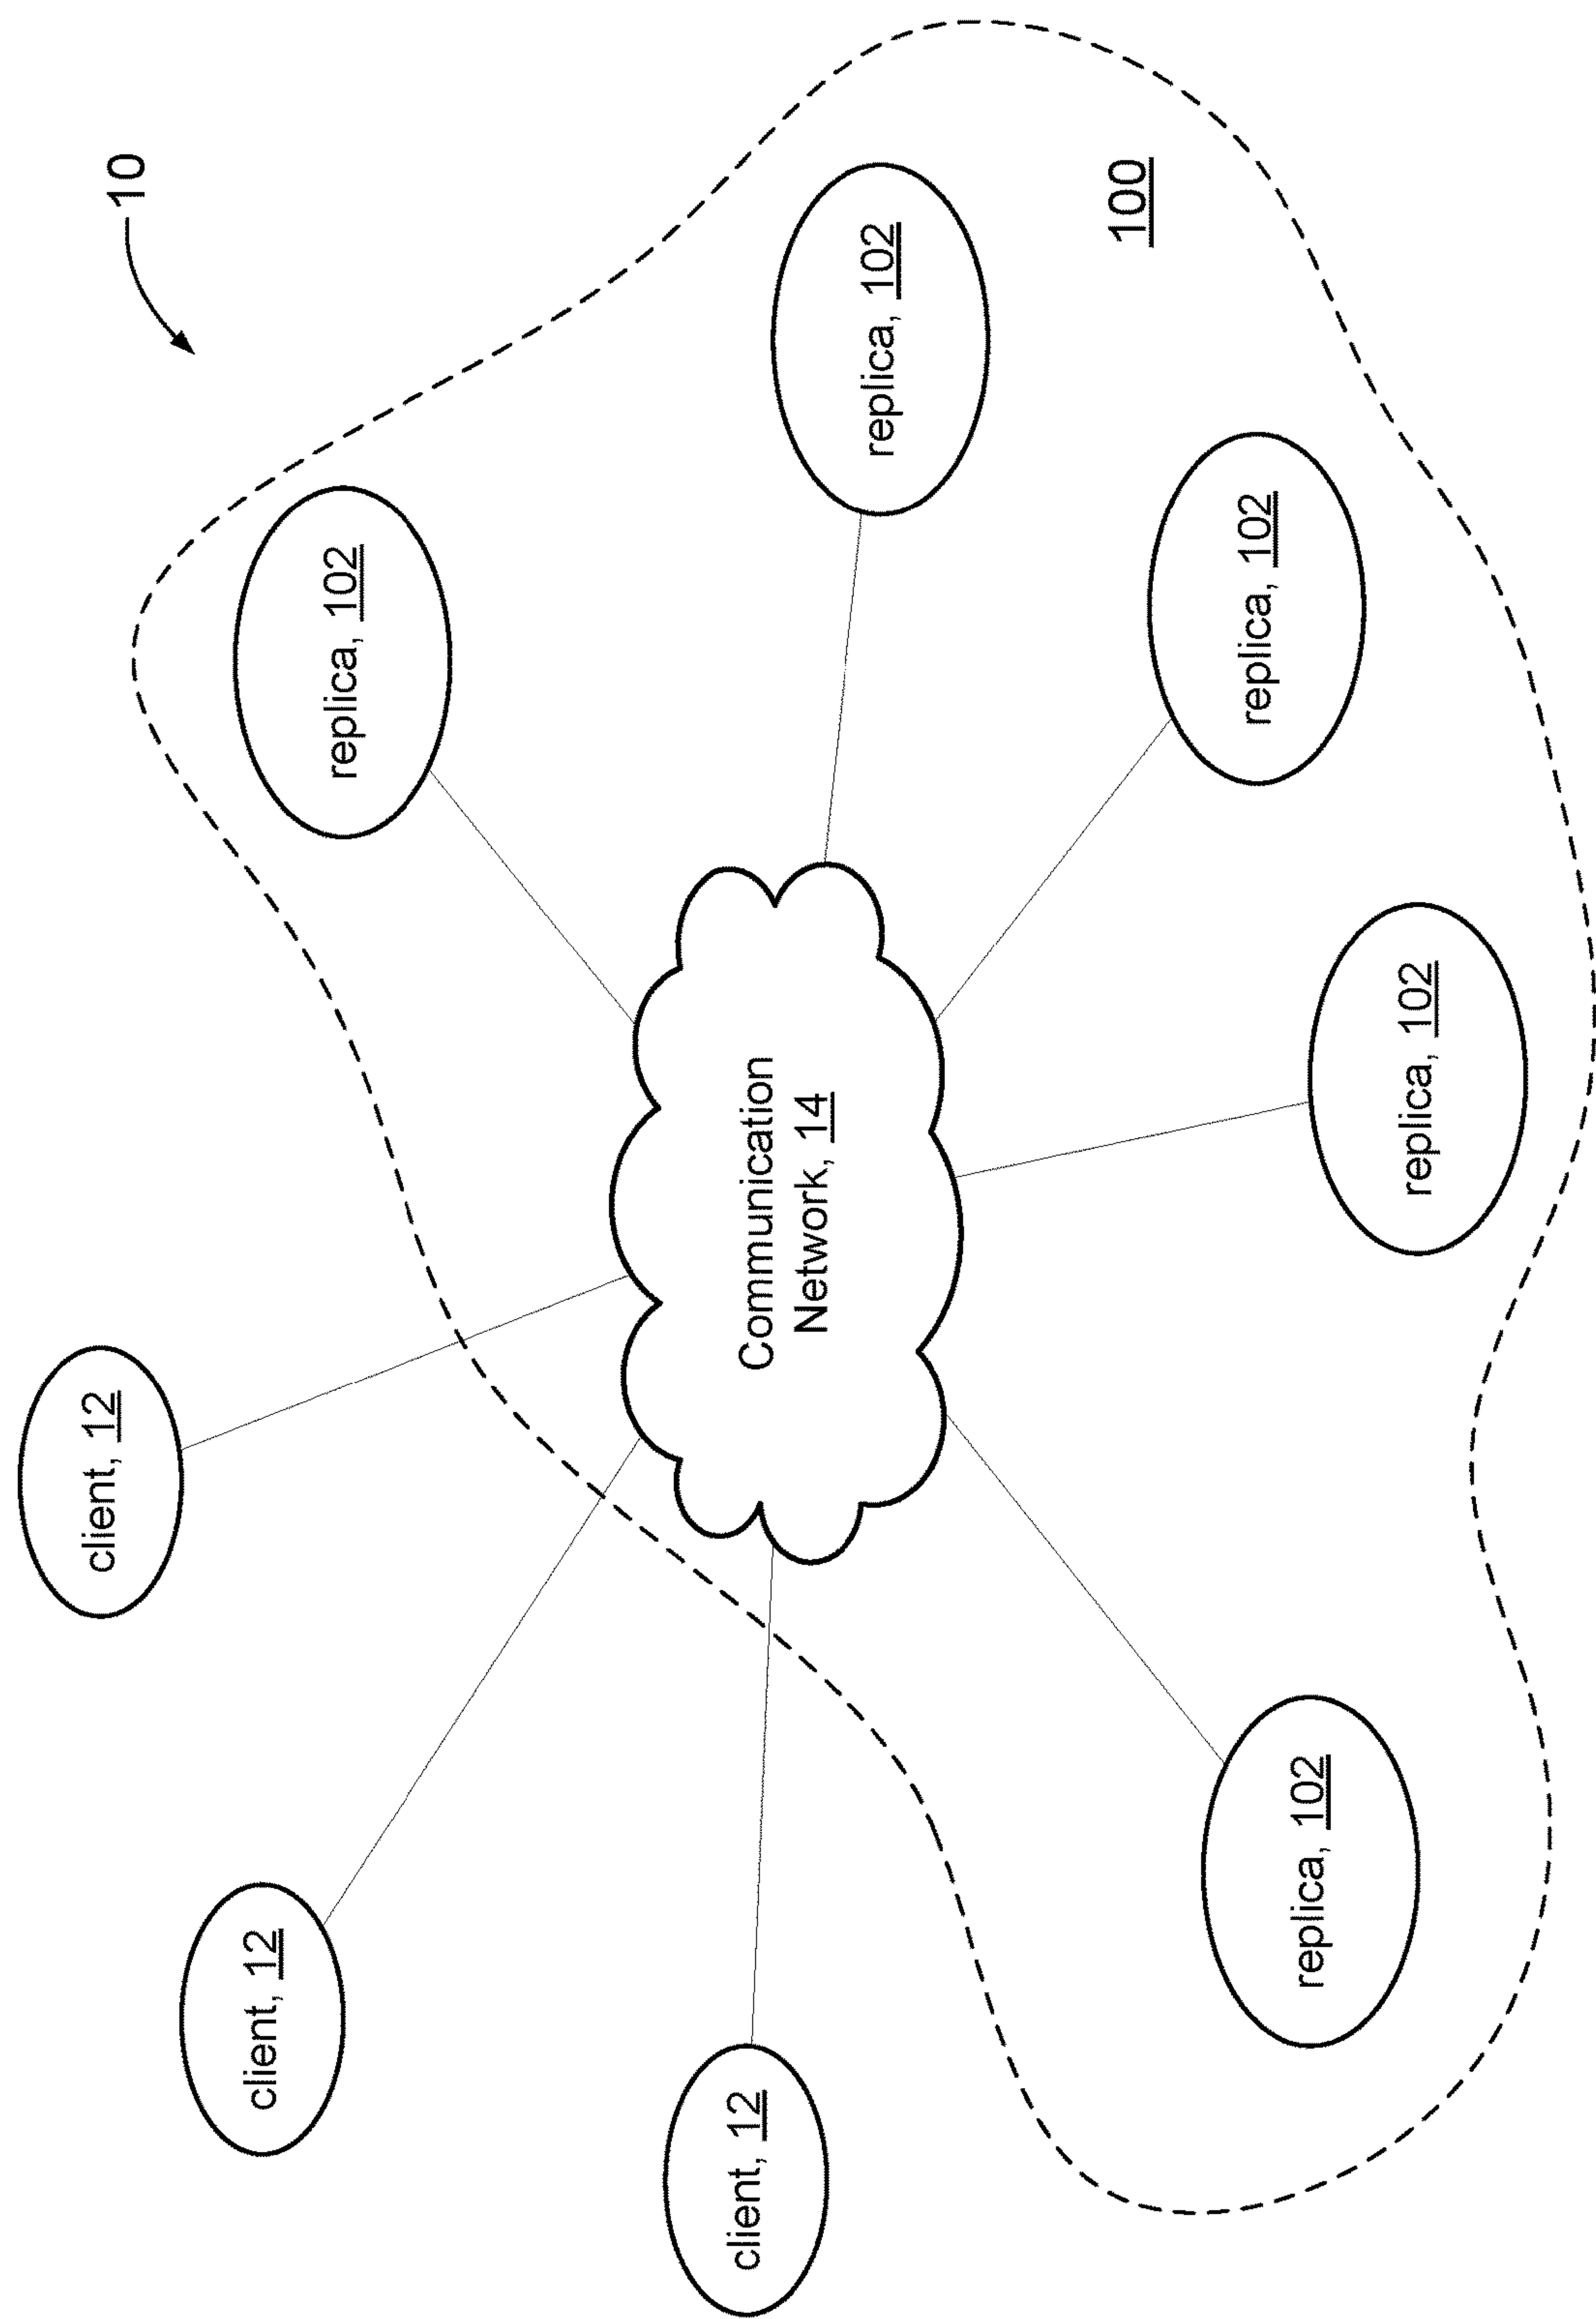 client, 12
10
client, 12
replica, 102
client, 12
Communication
Network, 14
replica, 102
100
replica, 102
replica, 102
replica, 102